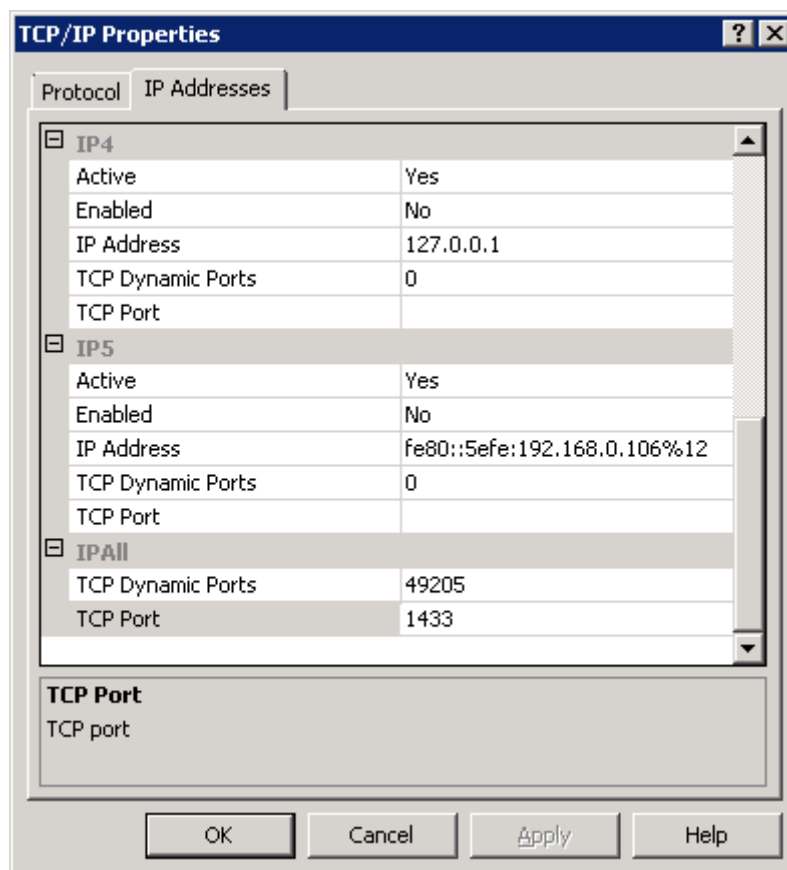 TCP/IP Properties
Protocol IP Addresses
IP4
Active Yes
Enabled No
IP Address 127.0.0.1
TCP Dynamic Ports 0
TCP Port
IP5
Active Yes
Enabled No
IP Address fe80::5efe:192.168.0.106%12
TCP Dynamic Ports 0
TCP Port
IPAll
TCP Dynamic Ports 49205
TCP Port 1433
TCP Port
TCP port
OK Cancel Apply Help